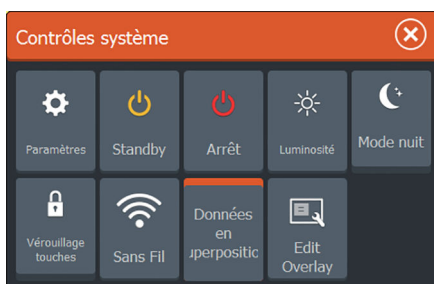 Contrôles système
Paramètres
Standby
Arrêt
Luminosité
Mode nuit
Vérouillage
touches
Sans Fil
Données
en
uperpositic
Edit
Overlay